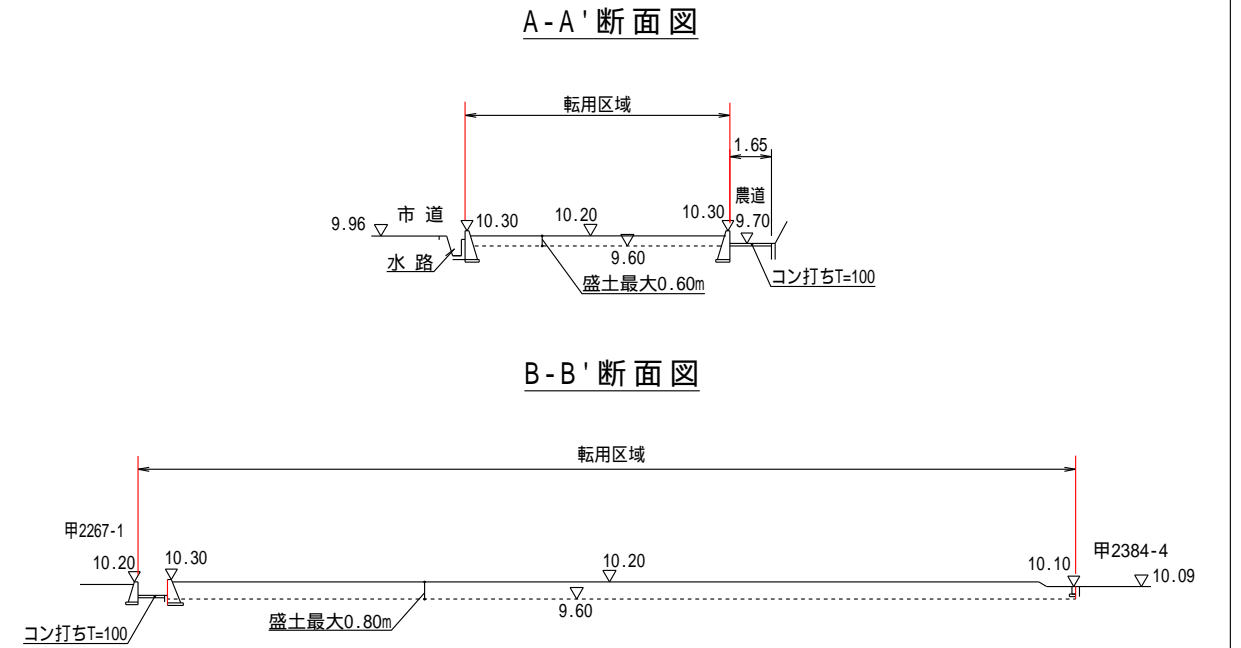 A-A'断面図
転用区域
1.65
農道
市道
9.96
10.30
10.20
10.30
9.70
水路
9.60
盛土最大0.60m
コン打ちT=100
B-B'断面図
転用区域
甲2267-1
10.20
10.30
10.20
10.10
甲2384-4
10.09
9.60
盛土最大0.80m
コン打ちT=100